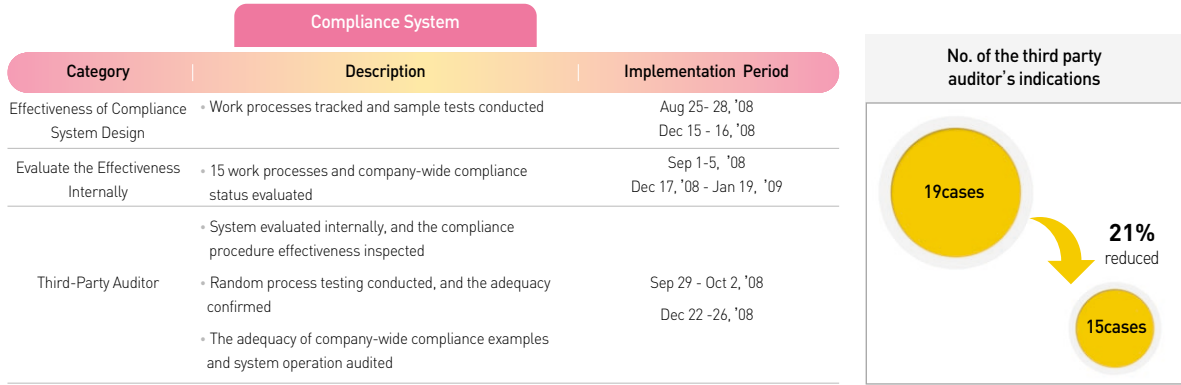 Compliance System
Category
Description
Implementation Period
Effectiveness of Compliance
System Design
• Work processes tracked and sample tests conducted
Aug 25- 28, '08
Dec 15 - 16, '08
Evaluate the Effectiveness
Internally
• 15 work processes and company-wide compliance
status evaluated
Sep 1-5, '08
Dec 17, '08 - Jan 19, '09
Third-Party Auditor
• System evaluated internally, and the compliance
procedure effectiveness inspected
• Random process testing conducted, and the adequacy
confirmed
• The adequacy of company-wide compliance examples
and system operation audited
Sep 29 - Oct 2, '08
Dec 22 -26, '08
No. of the third party
auditor's indications
19cases
21%
reduced
15cases